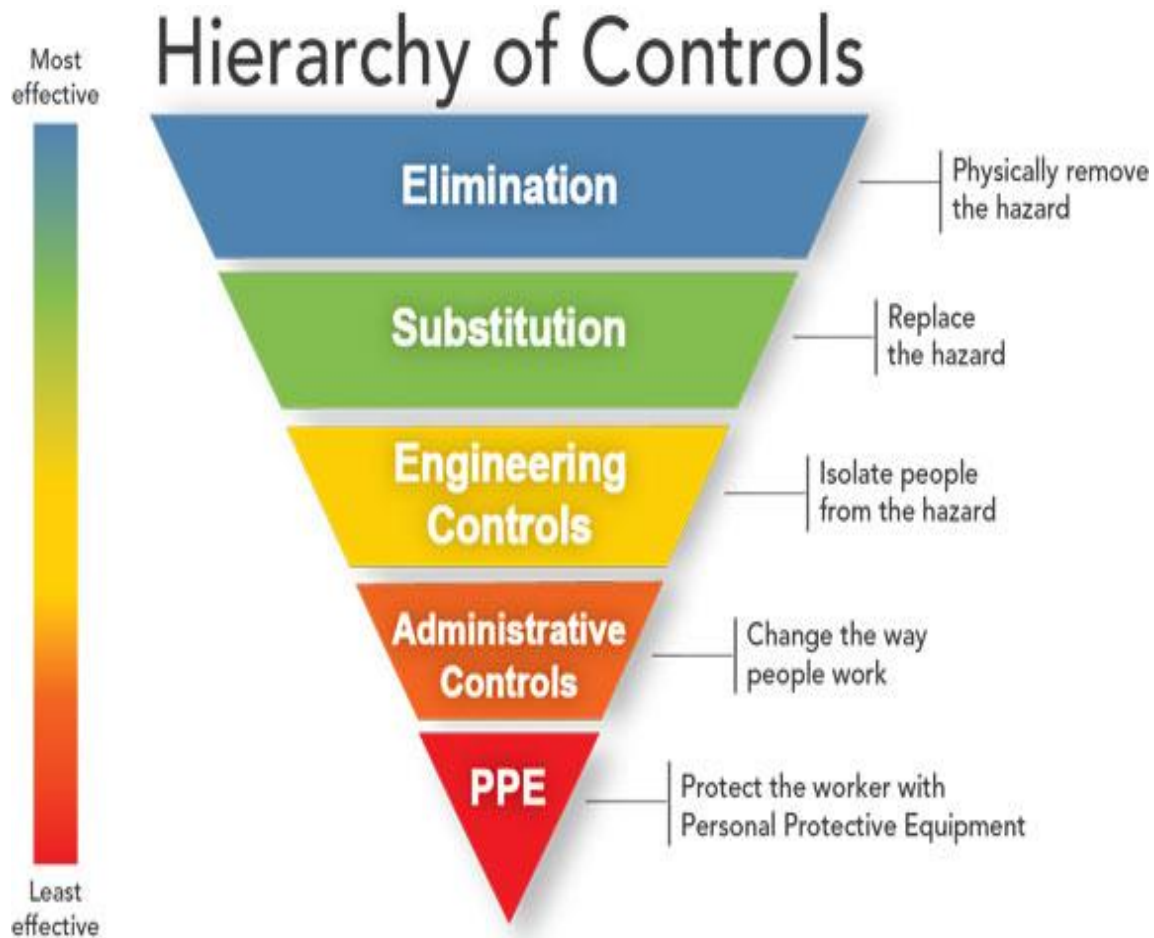 Hierarchy of Controls
Most
effective
Elimination
Physically remove
the hazard
Substitution
Replace
the hazard
Engineering
Controls
Isolate people
from the hazard
Administrative
Controls
Change the way
people work
PPE
Protect the worker with
Personal Protective Equipment
Least
effective